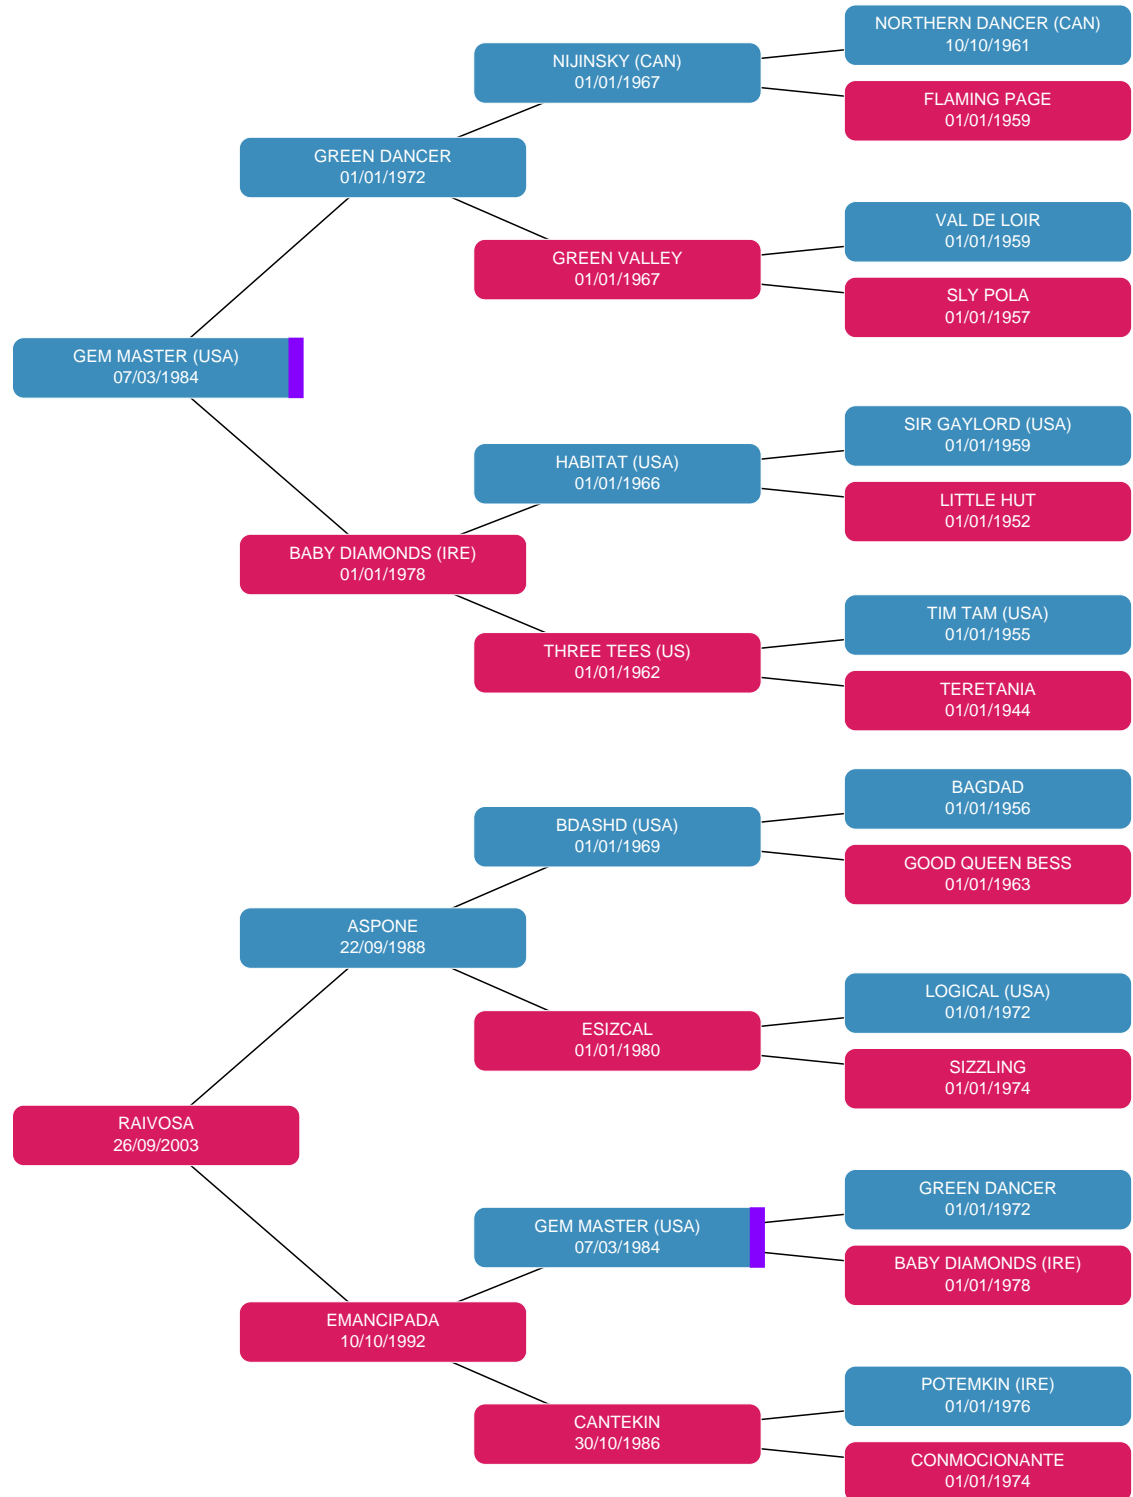 NORTHERN DANCER (CAN)
10/10/1961
NIJINSKY (CAN)
01/01/1967
FLAMING PAGE
01/01/1959
GREEN DANCER
01/01/1972
VAL DE LOIR
01/01/1959
GREEN VALLEY
01/01/1967
SLY POLA
01/01/1957
GEM MASTER (USA)
07/03/1984
SIR GAYLORD (USA)
01/01/1959
HABITAT (USA)
01/01/1966
LITTLE HUT
01/01/1952
BABY DIAMONDS (IRE)
01/01/1978
TIM TAM (USA)
01/01/1955
THREE TEES (US)
01/01/1962
TERETANIA
01/01/1944
BAGDAD
01/01/1956
BDASHD (USA)
01/01/1969
GOOD QUEEN BESS
01/01/1963
ASPONE
22/09/1988
LOGICAL (USA)
01/01/1972
ESIZCAL
01/01/1980
SIZZLING
01/01/1974
RAIVOSA
26/09/2003
GREEN DANCER
01/01/1972
GEM MASTER (USA)
07/03/1984
BABY DIAMONDS (IRE)
01/01/1978
EMANCIPADA
10/10/1992
POTEMKIN (IRE)
01/01/1976
CANTEKIN
30/10/1986
CONMOCIONANTE
01/01/1974